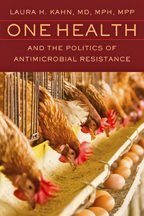 LAURA H. KAHN, MD, MPH, MPP
ONE HEALTH
AND THE POLITICS OF
ANTIMICROBIAL RESISTANCE